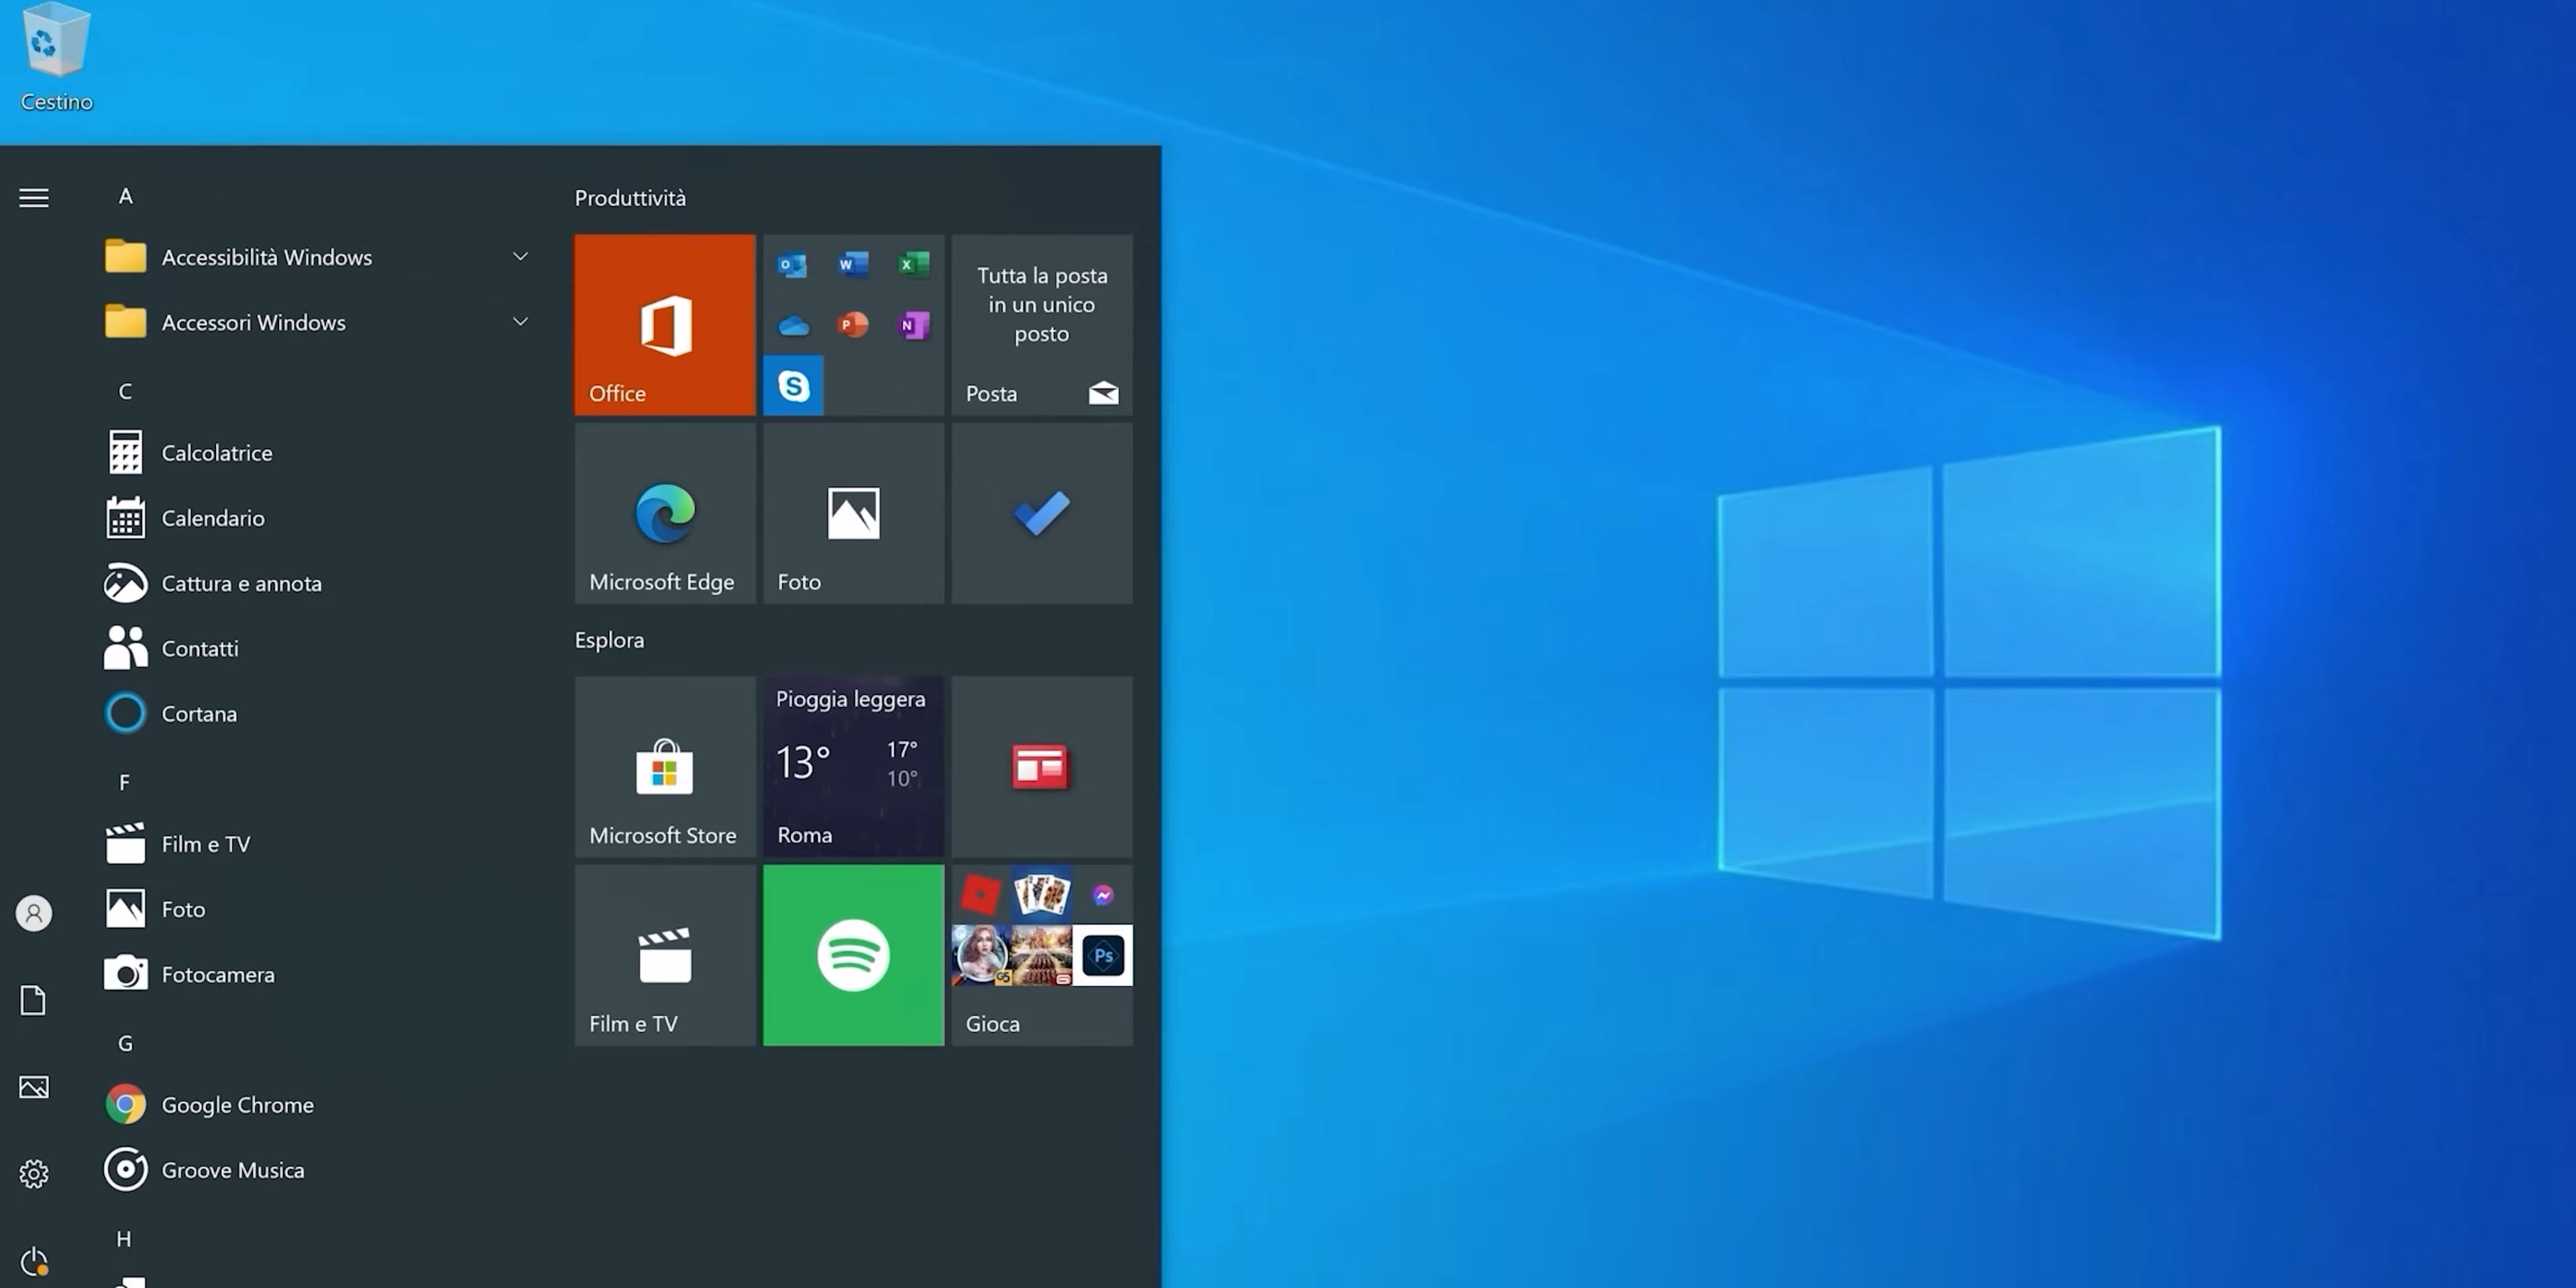 Cestino
A
Accessibilità Windows
Accessori Windows
C
Calcolatrice
Calendario
Cattura e annota
Contatti
Cortana
F
Film e TV
Foto
Fotocamera
G
Google Chrome
Groove Musica
H
Produttività
Office
O
W
X
P
N
S
Tutta la posta
in un unico
posto
Posta
Microsoft Edge
Foto
Esplora
Microsoft Store
Pioggia leggera
13°
17°
10°
Roma
Film e TV
G5
Ps
Gioca